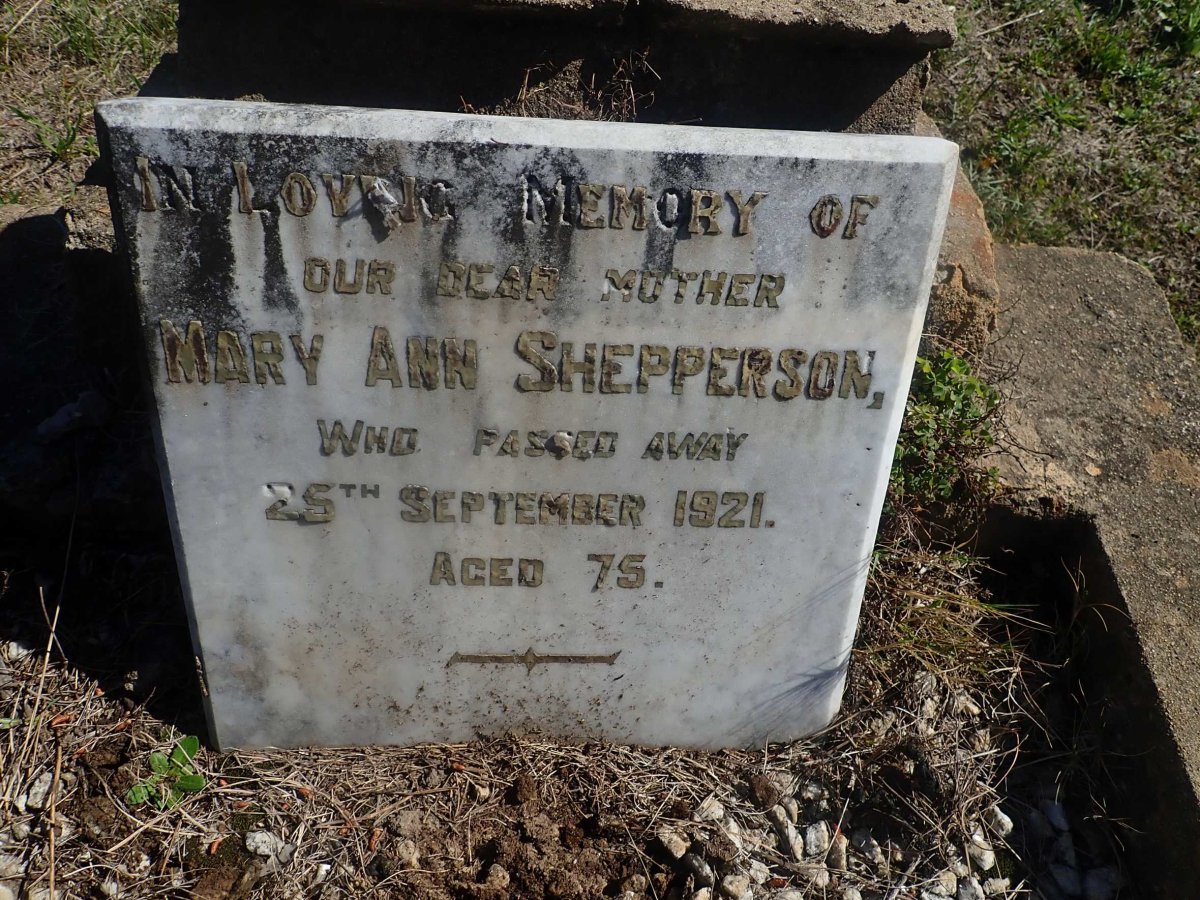 In Loving Memory of
our dear mother
Mary Ann Shepperson,
Who passed away
25th September 1921.
Aged 75.